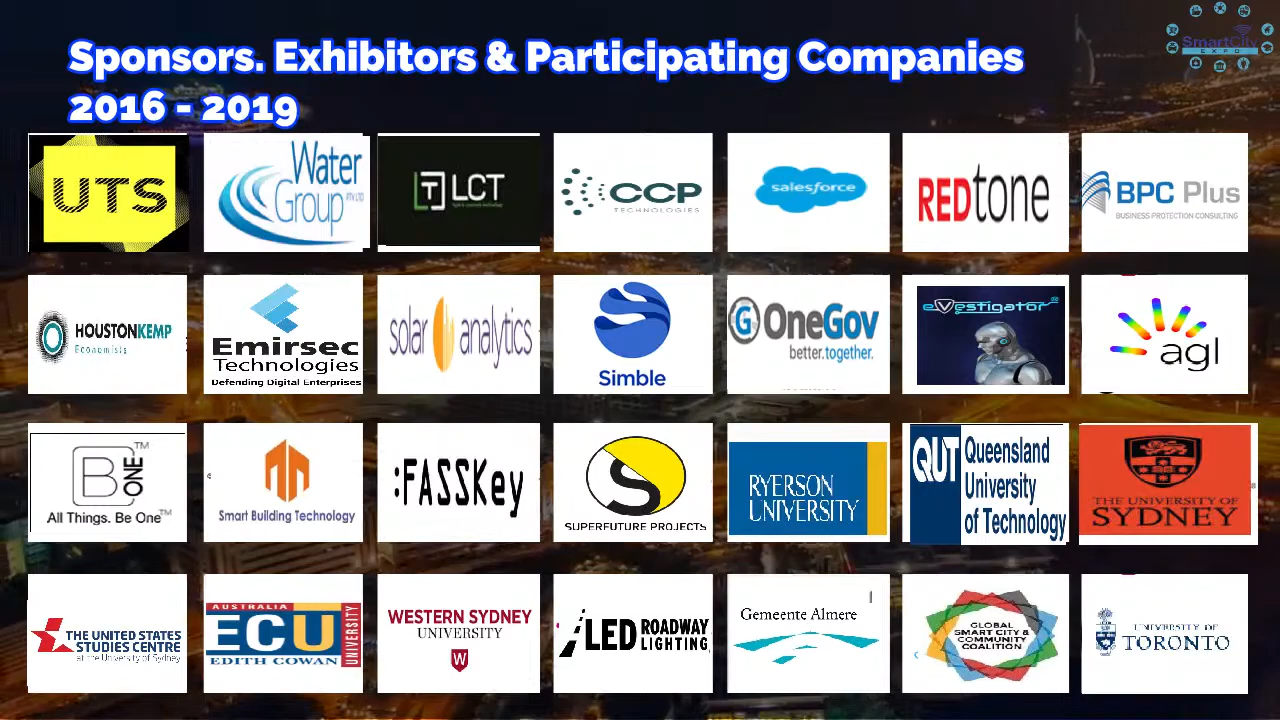 Sponsors. Exhibitors & Participating Companies
2016 - 2019
SmartCity
EXPO
UTS
Water
Group
PTY LTD
LCT
CCP
TECHNOLOGIES
salesforce
REDtone
BPC Plus
BUSINESS PROTECTION CONSULTING
HOUSTONKEMP
Economists
Emirsec
Technologies
Defending Digital Enterprises
solar analytics
Simble
G OneGov
better.together.
eVestigator
agl
B ONE™
All Things. Be One™
Smart Building Technology
:FASSKey
S
SUPERFUTURE PROJECTS
RYERSON
UNIVERSITY
QUT Queensland
University
of Technology
THE UNIVERSITY OF
SYDNEY
THE UNITED STATES
STUDIES CENTRE
at the University of Sydney
AUSTRALIA
ECU
EDITH COWAN
UNIVERSITY
WESTERN SYDNEY
UNIVERSITY
W
LED ROADWAY
LIGHTING
Gemeente Almere
GLOBAL
SMART CITY &
COMMUNITY
COALITION
UNIVERSITY OF
TORONTO